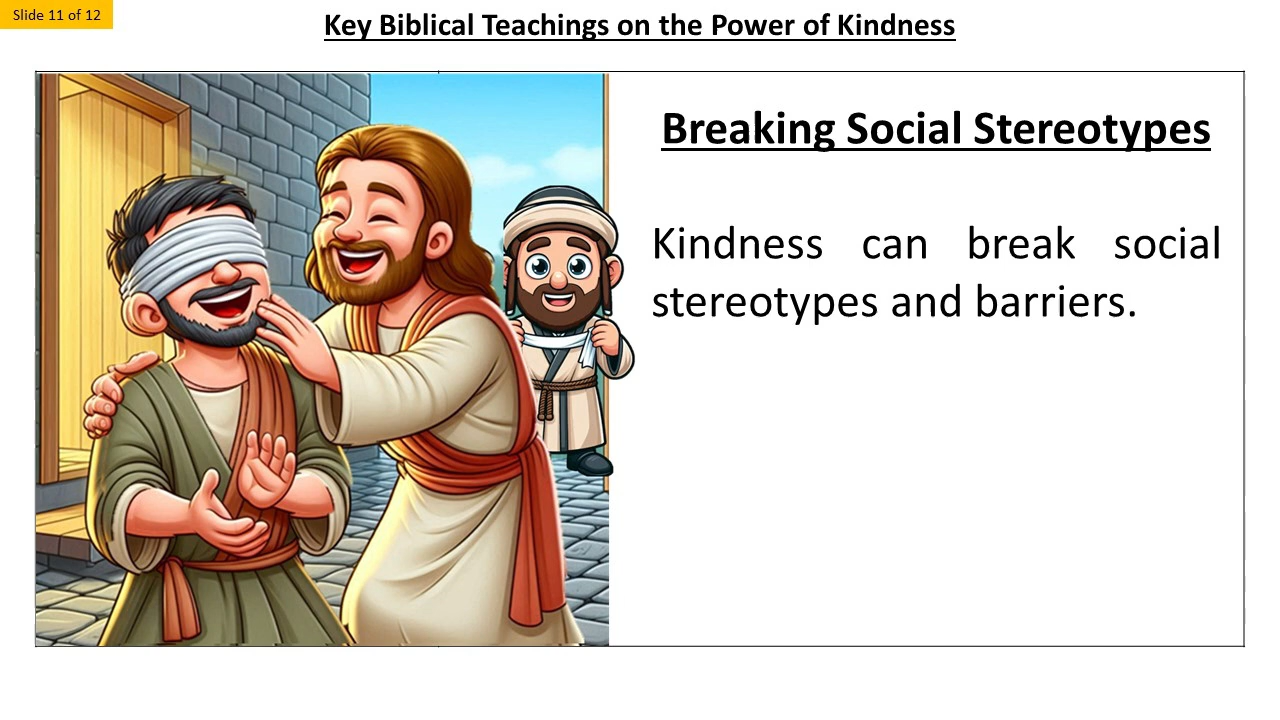 Slide 11 of 12
Key Biblical Teachings on the Power of Kindness
Breaking Social Stereotypes
Kindness can break social
stereotypes and barriers.